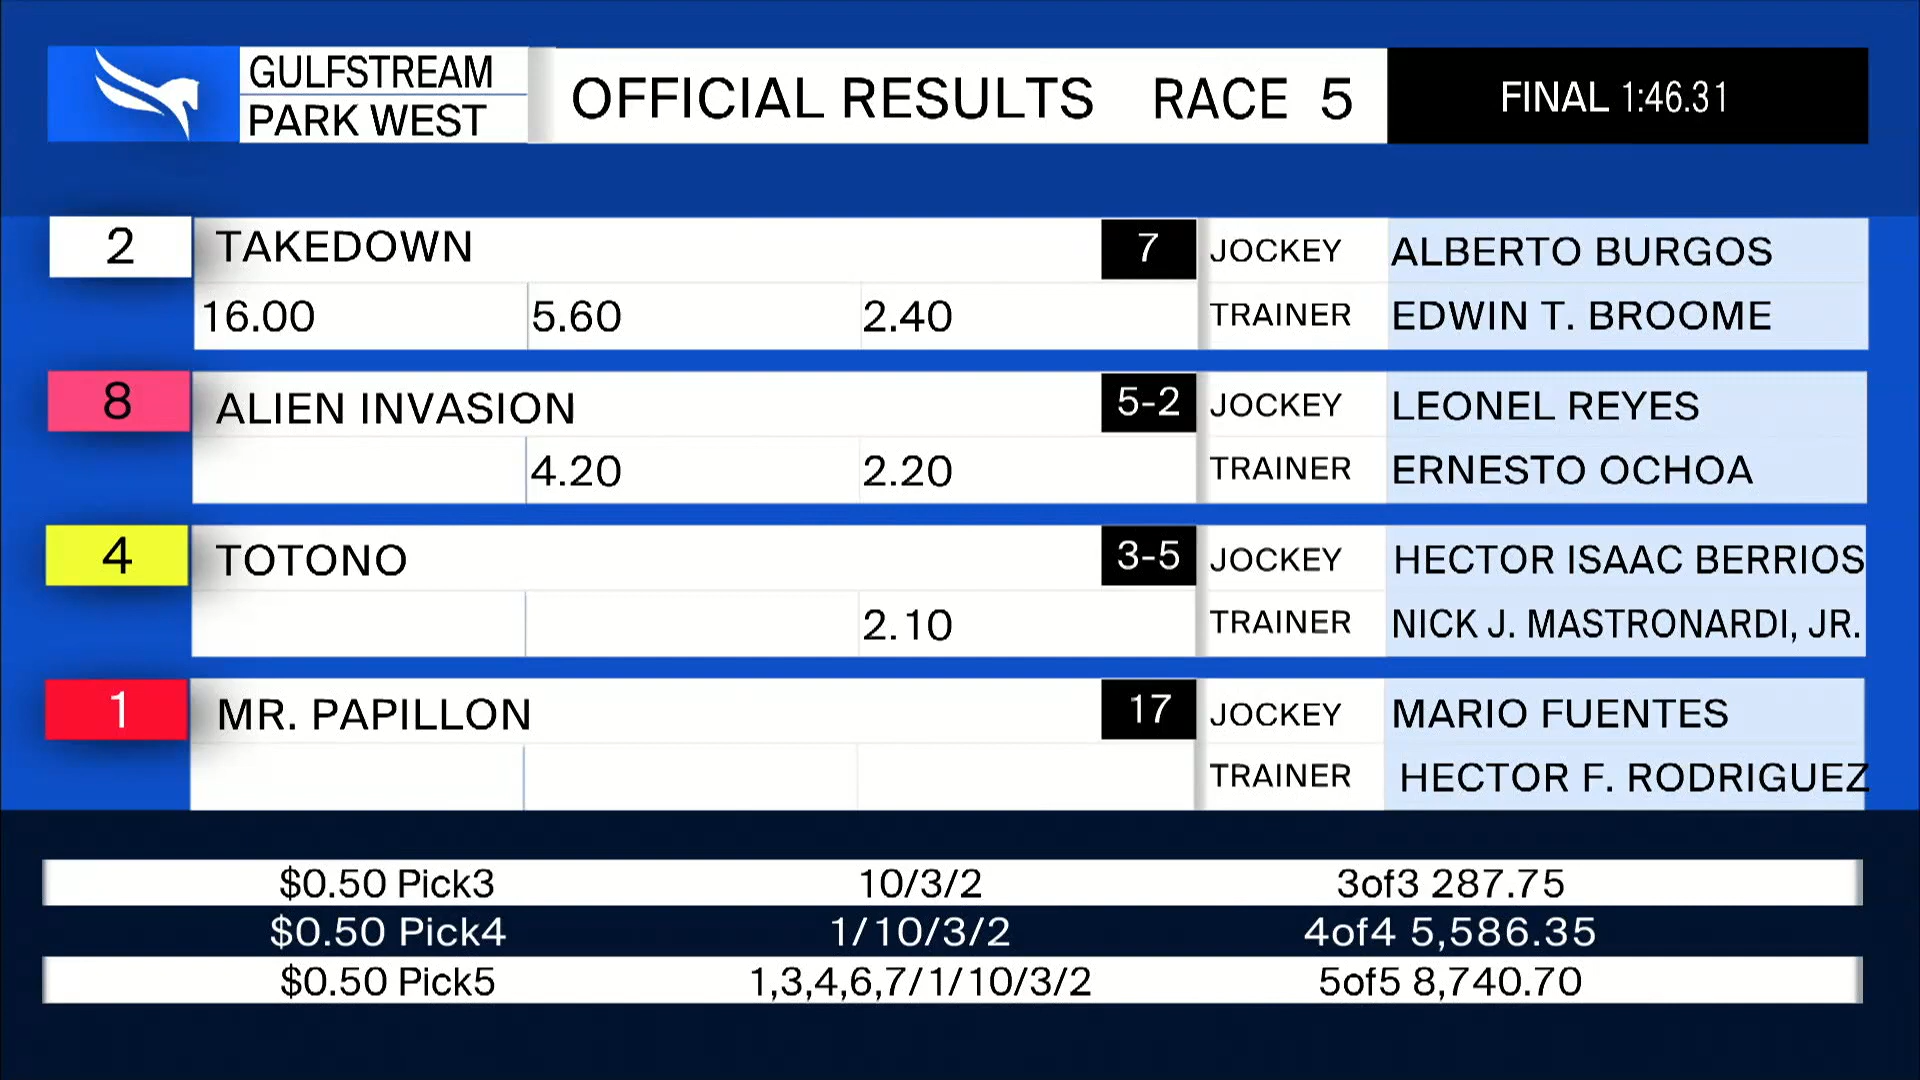 GULFSTREAM
PARK WEST
OFFICIAL RESULTS RACE 5
FINAL 1:46.31
2 TAKEDOWN 7 JOCKEY ALBERTO BURGOS
16.00 5.60 2.40 TRAINER EDWIN T. BROOME
8 ALIEN INVASION 5-2 JOCKEY LEONEL REYES
4.20 2.20 TRAINER ERNESTO OCHOA
4 TOTONO 3-5 JOCKEY HECTOR ISAAC BERRIOS
2.10 TRAINER NICK J. MASTRONARDI, JR.
1 MR. PAPILLON 17 JOCKEY MARIO FUENTES
TRAINER HECTOR F. RODRIGUEZ
$0.50 Pick3 10/3/2 3of3 287.75
$0.50 Pick4 1/10/3/2 4of4 5,586.35
$0.50 Pick5 1,3,4,6,7/1/10/3/2 5of5 8,740.70